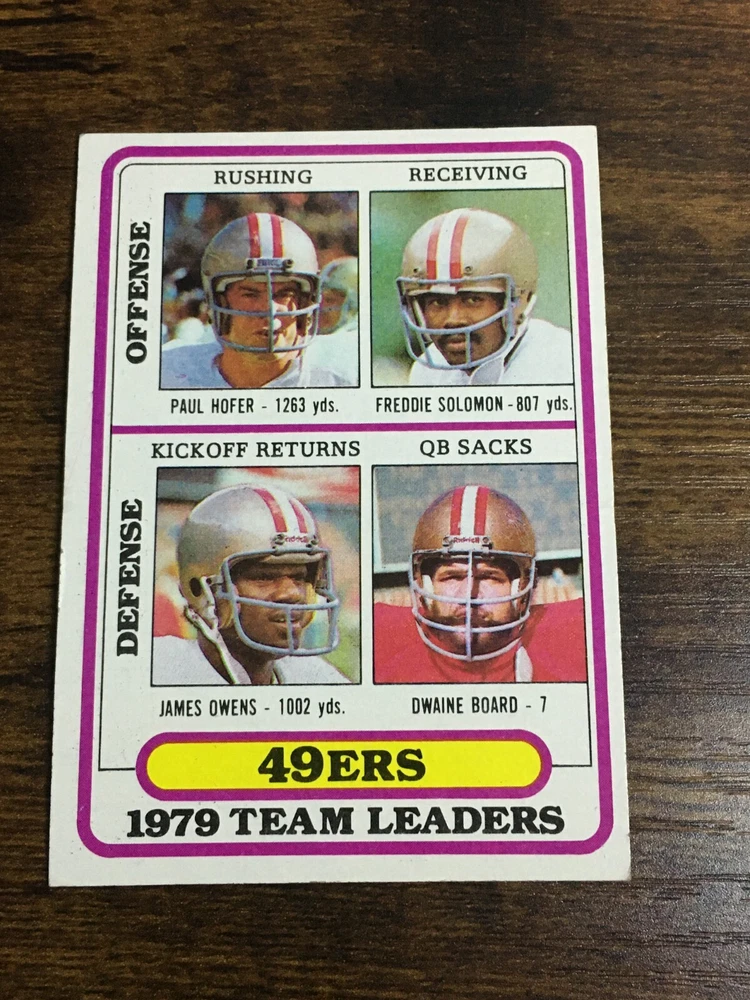 OFFENSE
RUSHING
PAUL HOFER - 1263 yds.
RECEIVING
FREDDIE SOLOMON - 807 yds.
DEFENSE
KICKOFF RETURNS
JAMES OWENS - 1002 yds.
QB SACKS
DWAINE BOARD - 7
49ERS
1979 TEAM LEADERS